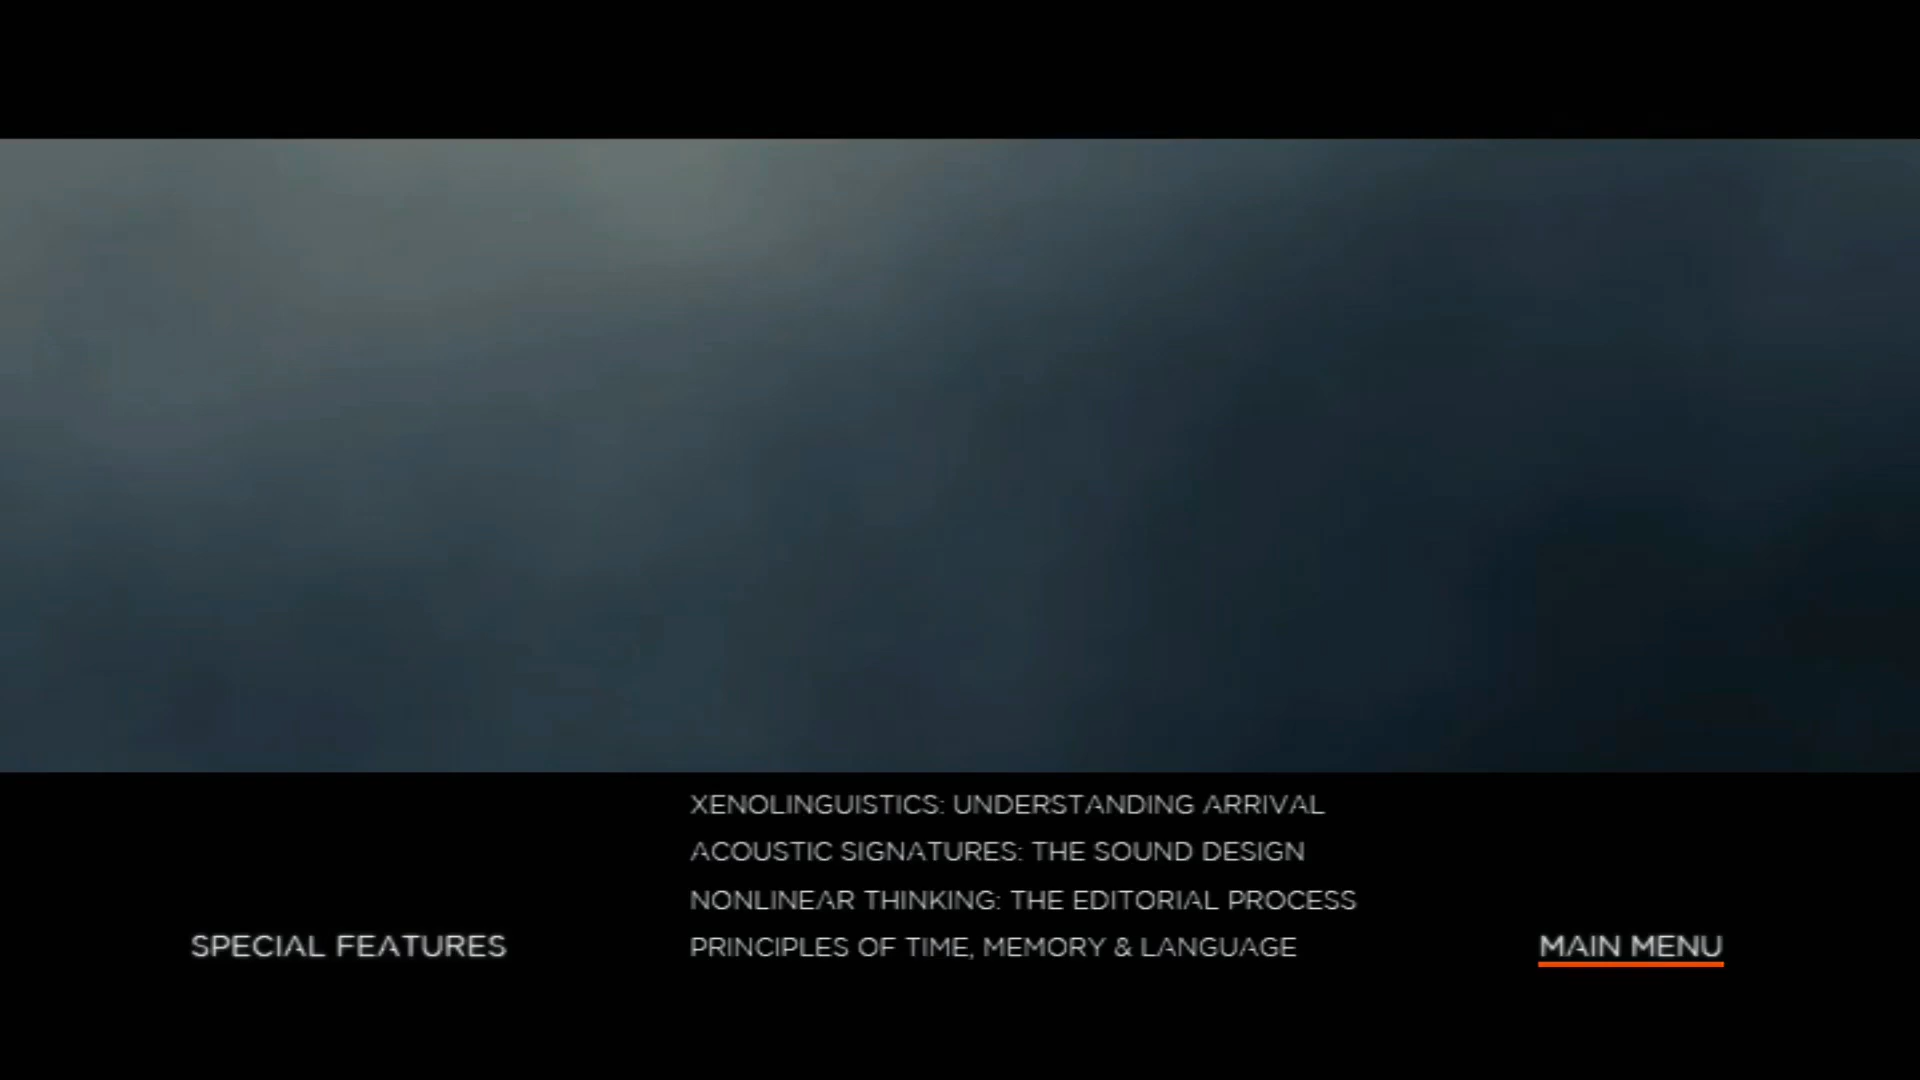 XENOLINGUISTICS: UNDERSTANDING ARRIVAL
ACOUSTIC SIGNATURES: THE SOUND DESIGN
NONLINEAR THINKING: THE EDITORIAL PROCESS
SPECIAL FEATURES
PRINCIPLES OF TIME, MEMORY & LANGUAGE
MAIN MENU